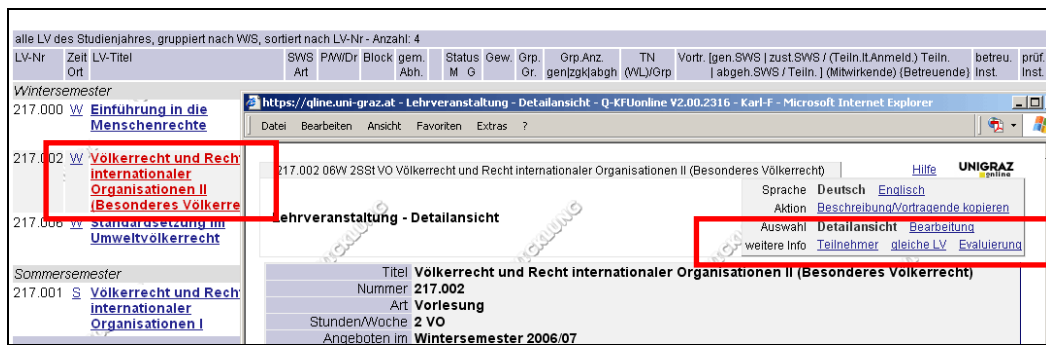 alle LV des Studienjahres, gruppiert nach W/S, sortiert nach LV-Nr - Anzahl: 4
LV-Nr Zeit LV-Titel SWS P/W/Dr Block gem. Status Gew. Grp. Grp.Anz. TN Vortr. [gen.SWS | zust.SWS / (Teiln.lt.Anmeld.) Teiln. betreu. prüf.
Ort Art Abh. M G Gr. gen|zgk|abgh (WL)/Grp | abgeh.SWS / Teiln. ] (Mitwirkende) {Betreuende} Inst. Inst.
Wintersemester
217.000 W Einführung in die
Menschenrechte
217.002 W Völkerrecht und Rech
internationaler
Organisationen II
(Besonderes Völkerre
217.006 W Standardsetzung im
Umweltvölkerrecht
Sommersemester
217.001 S Völkerrecht und Rech
internationaler
Organisationen I
https://qline.uni-graz.at - Lehrveranstaltung - Detailansicht - Q-KFUonline V2.00.2316 - Karl-F - Microsoft Internet Explorer
Datei Bearbeiten Ansicht Favoriten Extras ?
217.002 06W 2SSt VO Völkerrecht und Recht internationaler Organisationen II (Besonderes Völkerrecht) Hilfe UNIGRAZ
online
Sprache Deutsch Englisch
Aktion Beschreibung/Vortragende kopieren
Lehrveranstaltung - Detailansicht
Auswahl Detailansicht Bearbeitung
weitere Info Teilnehmer gleiche LV Evaluierung
Titel Völkerrecht und Recht internationaler Organisationen II (Besonderes Völkerrecht)
Nummer 217.002
Art Vorlesung
Stunden/Woche 2 VO
Angeboten im Wintersemester 2006/07